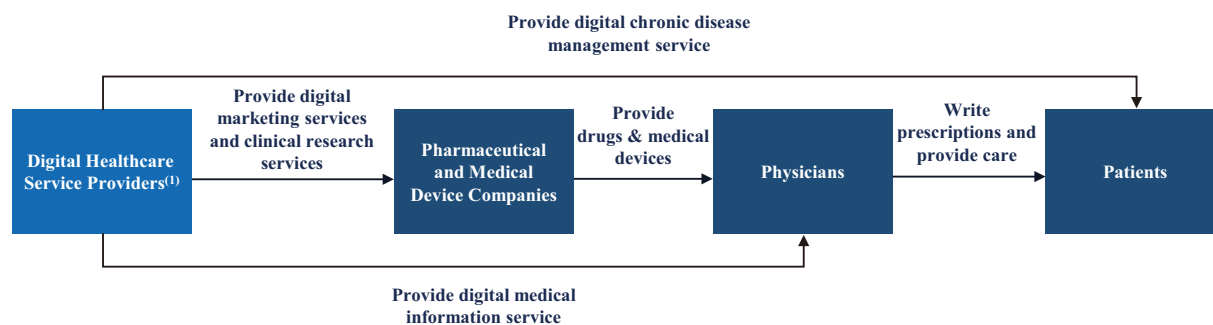 Provide digital chronic disease
management service
Provide digital
marketing services
and clinical research
services
Provide
drugs & medical
devices
Write
prescriptions and
provide care
Digital Healthcare
Service Providers(1)
Pharmaceutical
and Medical
Device Companies
Physicians
Patients
Provide digital medical
information service